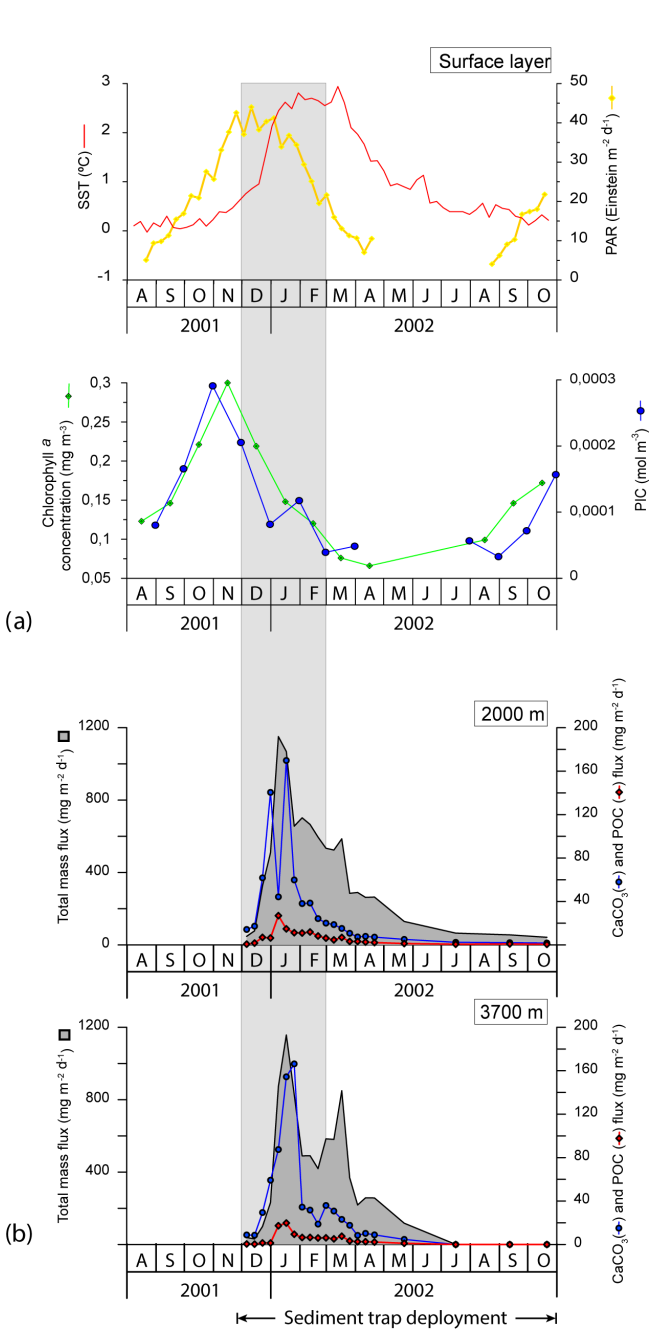 Surface layer
SST (ºC)
3
2
1
0
-1
50
40
30
20
10
0
PAR (Einstein m-2 d-1)
A S O N D J F M A M J J A S O
2001 2002
Chlorophyll a
concentration (mg m-3)
0,3
0,25
0,2
0,15
0,1
0,05
0,0003
0,0002
0,0001
0
PIC (mol m-3)
A S O N D J F M A M J J A S O
2001 2002
(a)
2000 m
Total mass flux (mg m-2 d-1)
1200
800
400
0
200
160
120
80
40
0
CaCO3(-•-) and POC (-•-) flux (mg m-2 d-1)
A S O N D J F M A M J J A S O
2001 2002
3700 m
Total mass flux (mg m-2 d-1)
1200
800
400
200
160
120
80
40
0
CaCO3(-•-) and POC (-•-) flux (mg m-2 d-1)
(b)
A S O N D J F M A M J J A S O
2001 2002
Sediment trap deployment